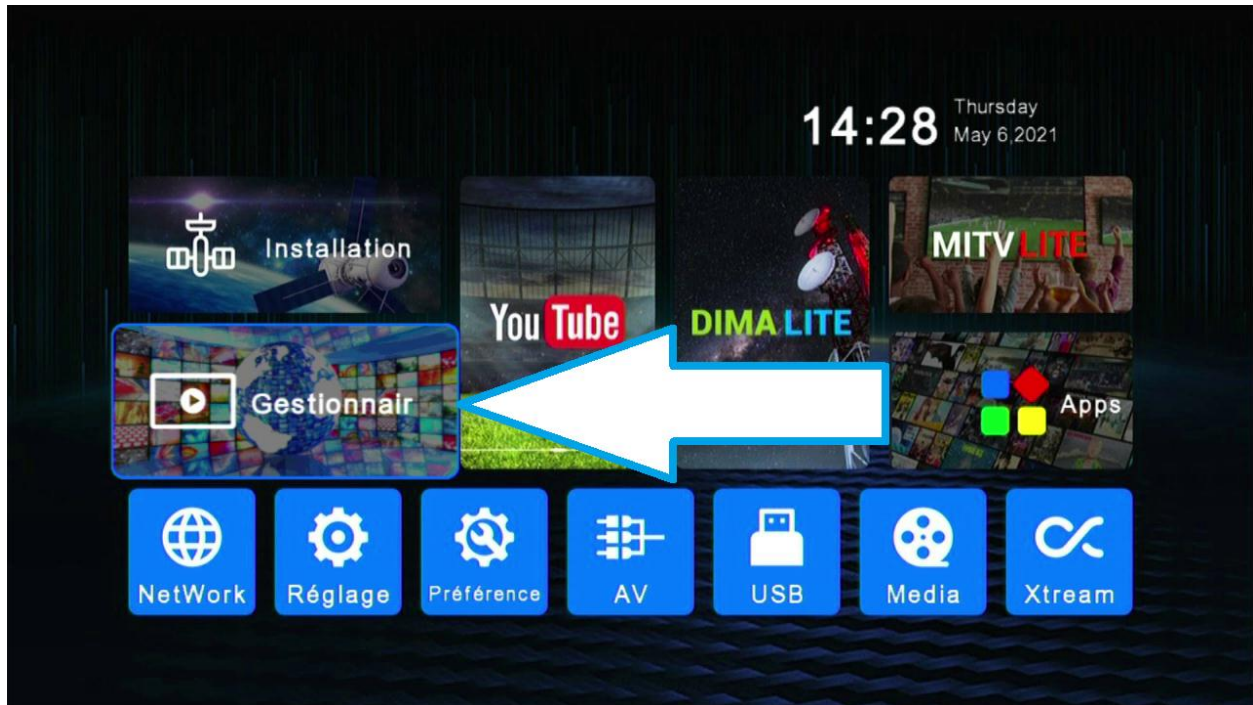 14:28
Thursday
May 6,2021
Installation
You Tube
DIMA LITE
MITV LITE
Gestionnair
Apps
NetWork
Réglage
Préférence
AV
USB
Media
Xtream